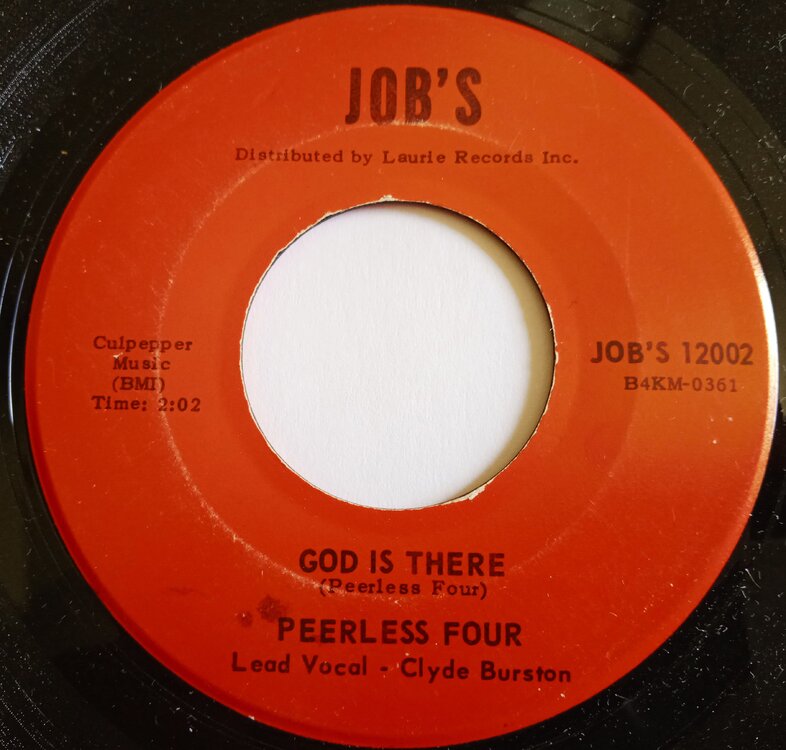 JOB'S
Distributed by Laurie Records Inc.
Culpepper
Music
(BMI)
Time: 2:02
JOB'S 12002
B4KM-0361
GOD IS THERE
(Peerless Four)
PEERLESS FOUR
Lead Vocal - Clyde Burston